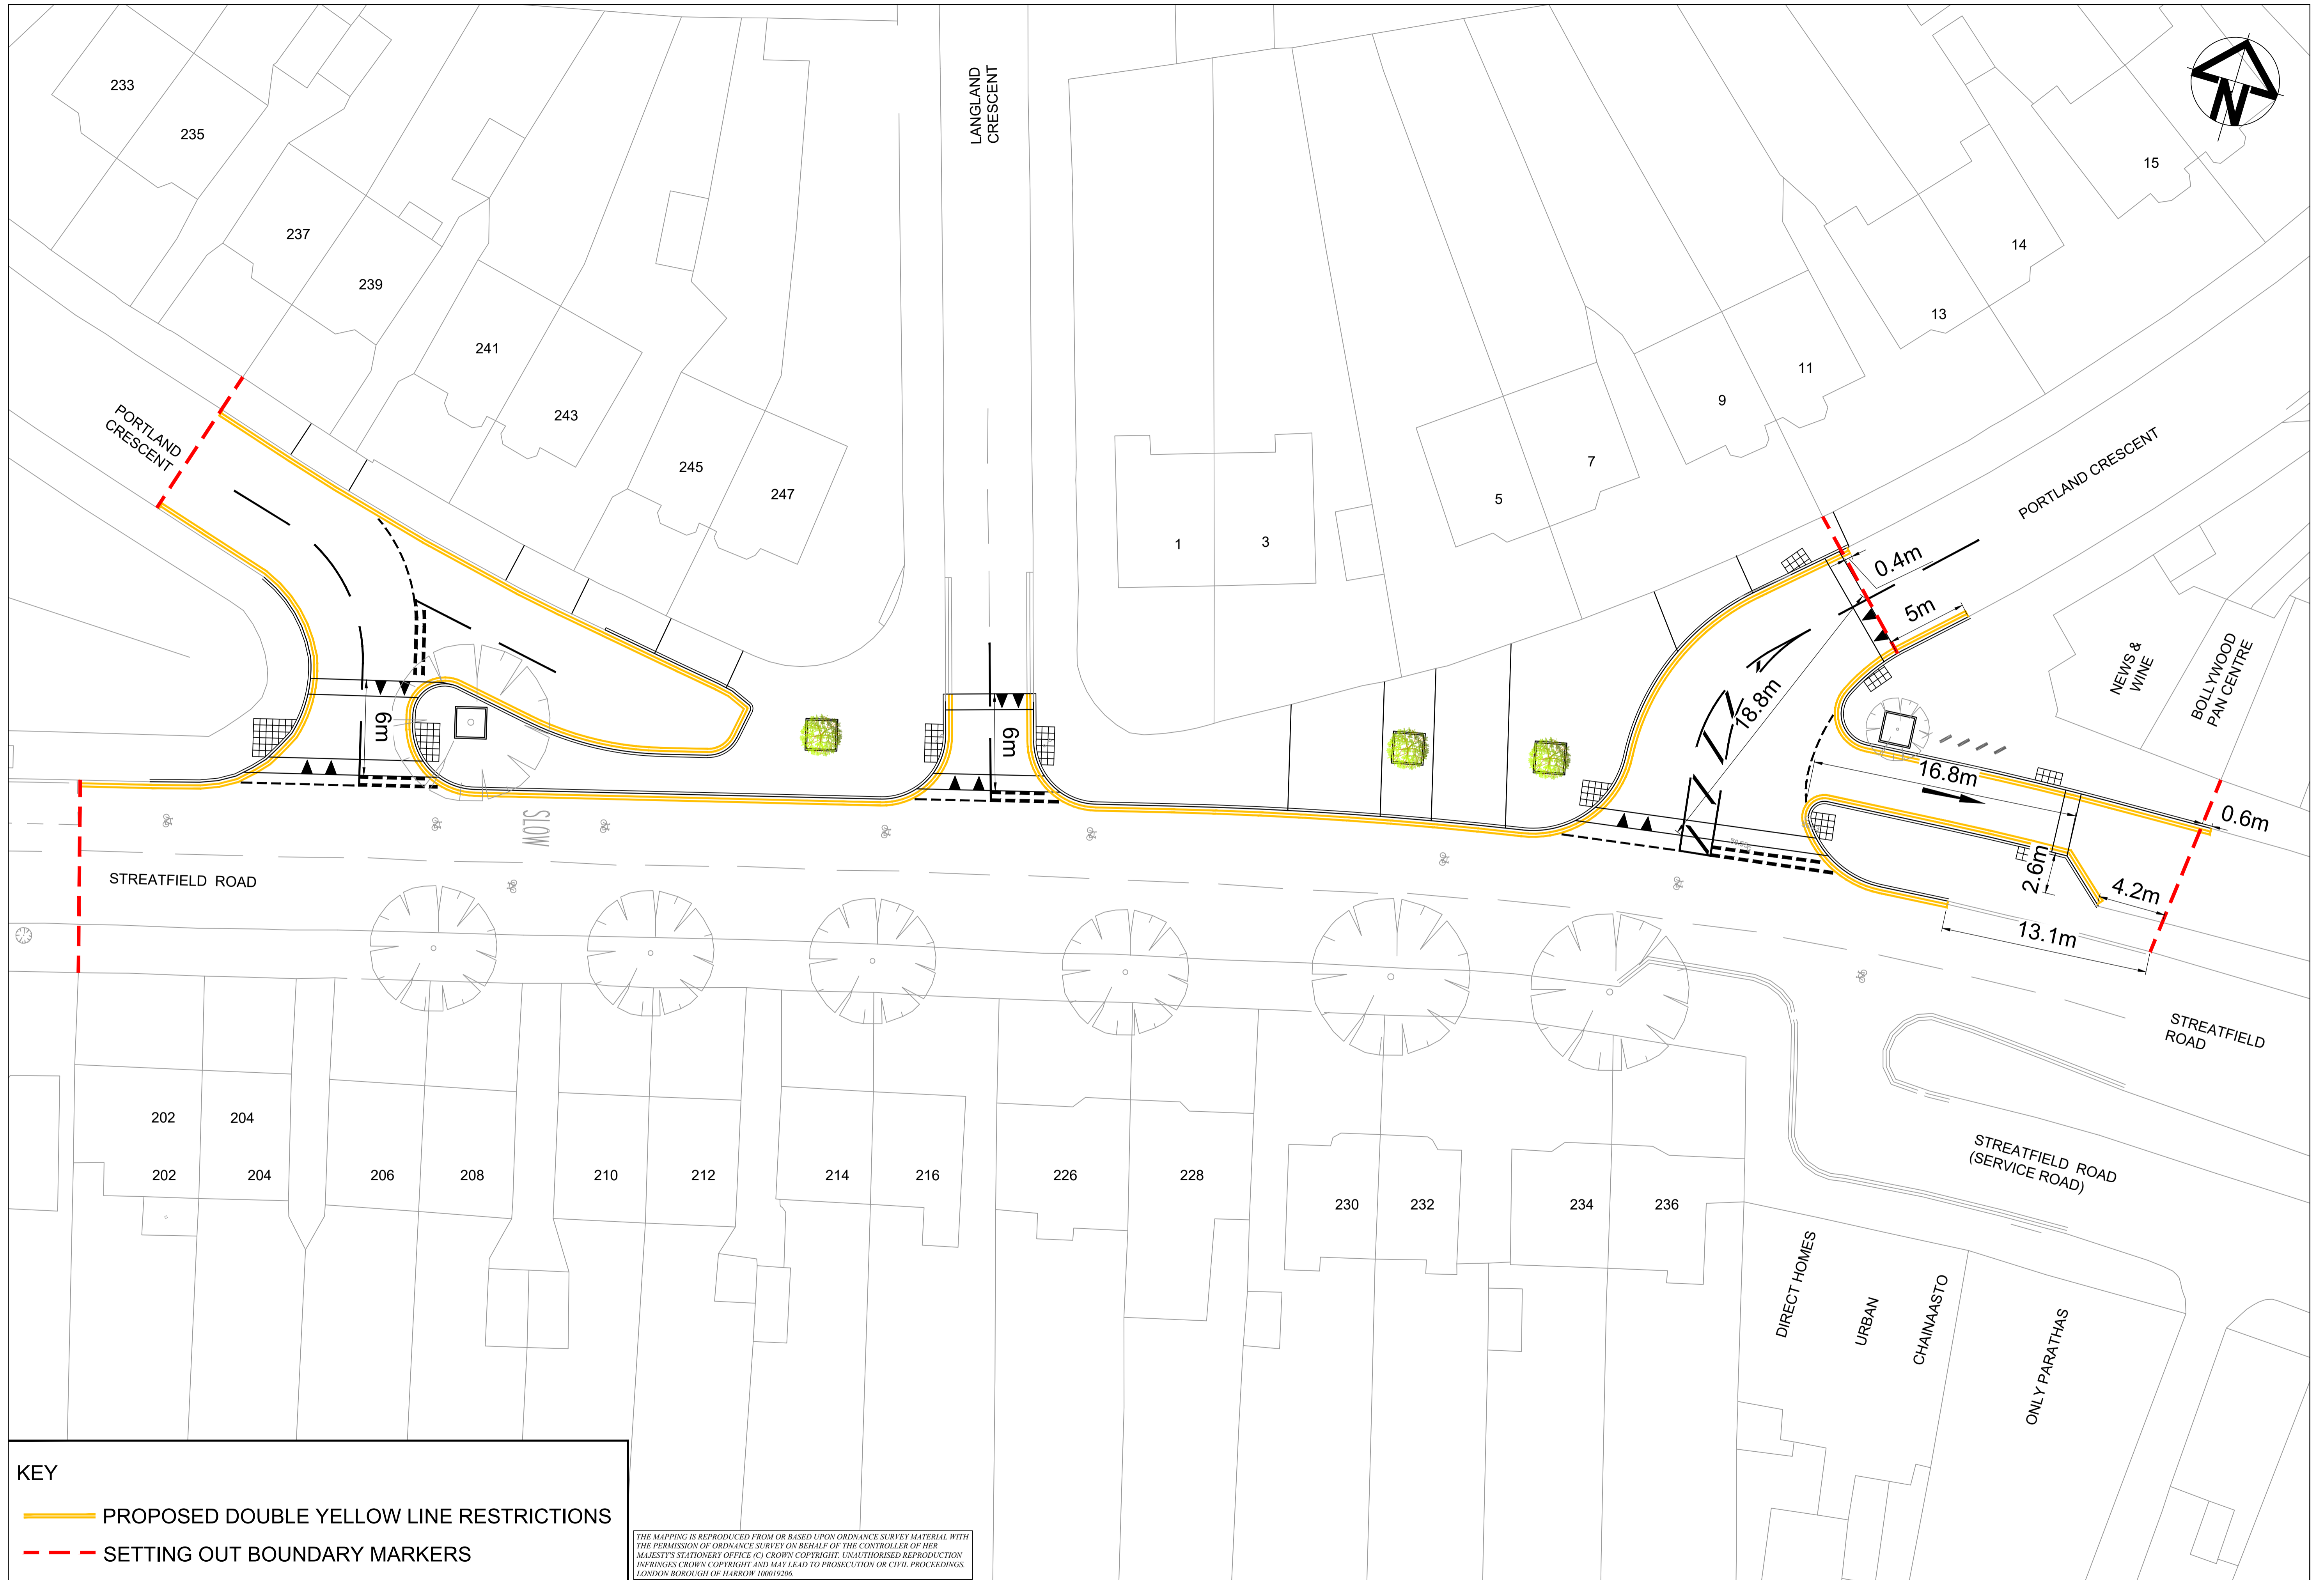 233
235
237
239
241
243
245
247
LANGLAND
CRESCENT
N
15
14
13
11
9
7
5
3
1
PORTLAND
CRESCENT
PORTLAND CRESCENT
0.4m
5m
18.8m
NEWS &
WINE
BOLLYWOOD
PAN CENTRE
6m
6m
16.8m
0.6m
2.6m
4.2m
13.1m
SLOW
STREATFIELD ROAD
STREATFIELD
ROAD
STREATFIELD ROAD
(SERVICE ROAD)
202
204
202
204
206
208
210
212
214
216
226
228
230
232
234
236
DIRECT HOMES
URBAN
CHAINAASTO
ONLY PARATHAS
KEY
PROPOSED DOUBLE YELLOW LINE RESTRICTIONS
SETTING OUT BOUNDARY MARKERS
THE MAPPING IS REPRODUCED FROM OR BASED UPON ORDNANCE SURVEY MATERIAL WITH
THE PERMISSION OF ORDNANCE SURVEY ON BEHALF OF THE CONTROLLER OF HER
MAJESTY'S STATIONERY OFFICE (C) CROWN COPYRIGHT. UNAUTHORISED REPRODUCTION
INFRINGES CROWN COPYRIGHT AND MAY LEAD TO PROSECUTION OR CIVIL PROCEEDINGS.
LONDON BOROUGH OF HARROW 100019206.